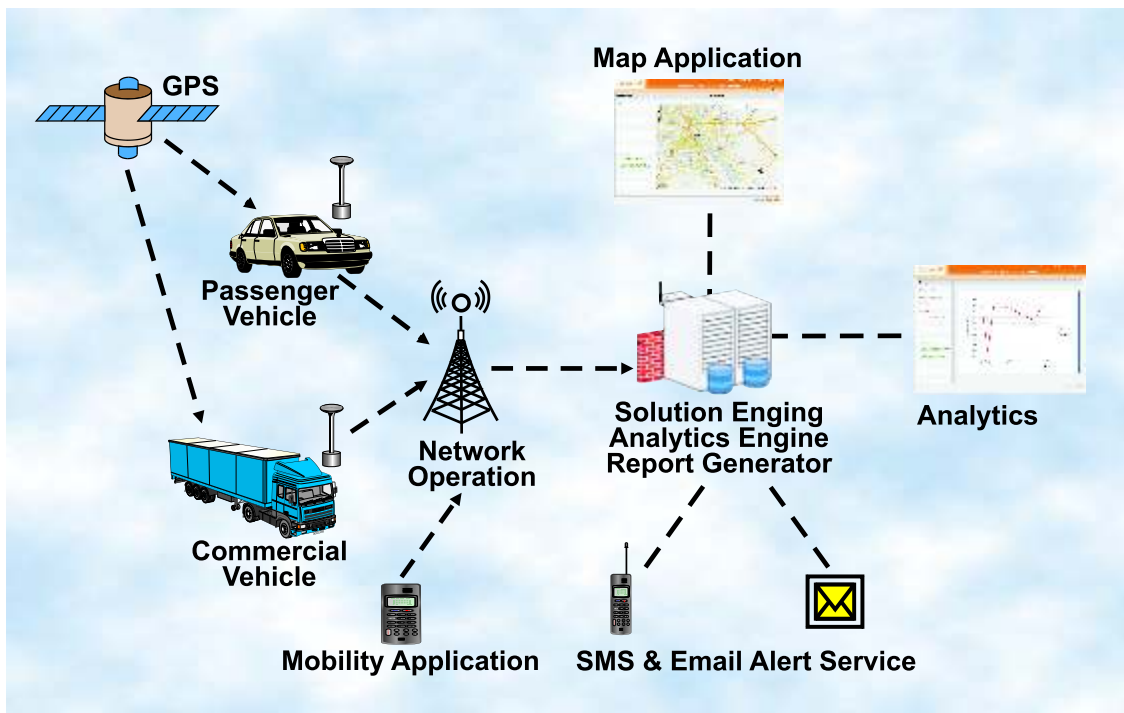 Map Application
GPS
Passenger
Vehicle
Analytics
Solution Enging
Analytics Engine
Report Generator
Network
Operation
Commercial
Vehicle
Mobility Application
SMS & Email Alert Service